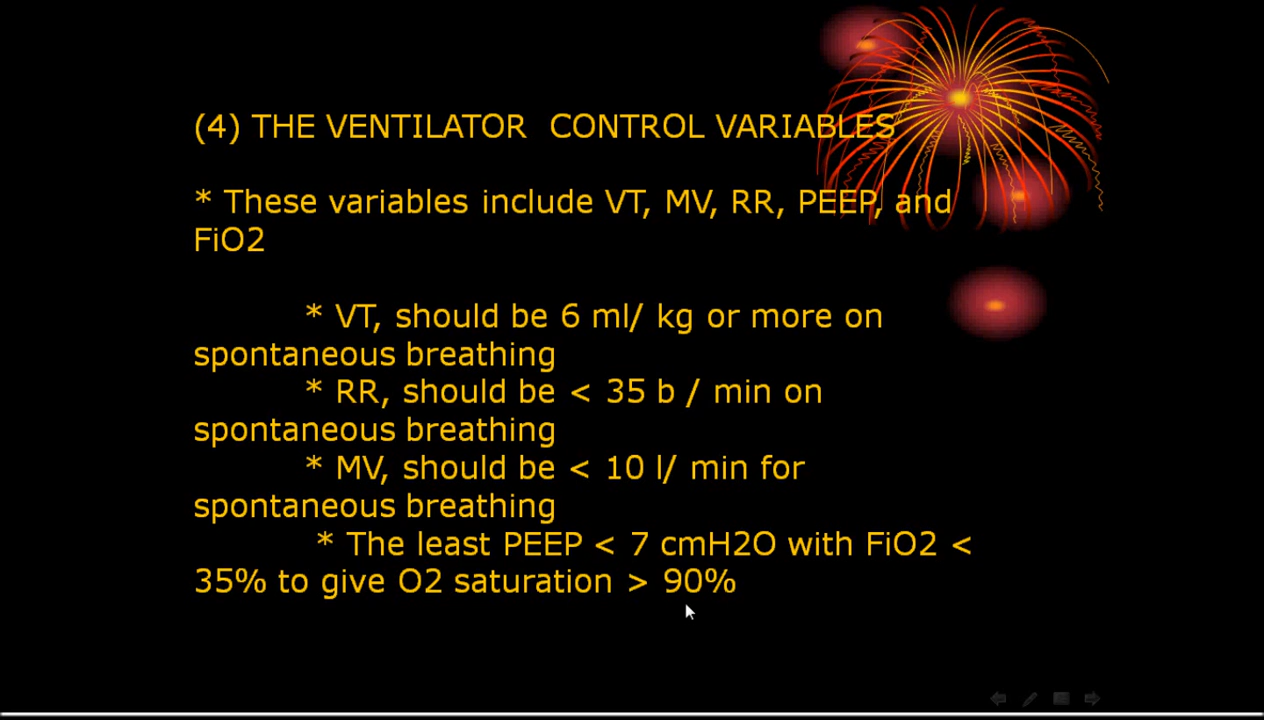 (4) THE VENTILATOR  CONTROL VARIABLES
* These variables include VT, MV, RR, PEEP, and
FiO2
* VT, should be 6 ml/ kg or more on
spontaneous breathing
* RR, should be < 35 b / min on
spontaneous breathing
* MV, should be < 10 l/ min for
spontaneous breathing
* The least PEEP < 7 cmH2O with FiO2 <
35% to give O2 saturation > 90%